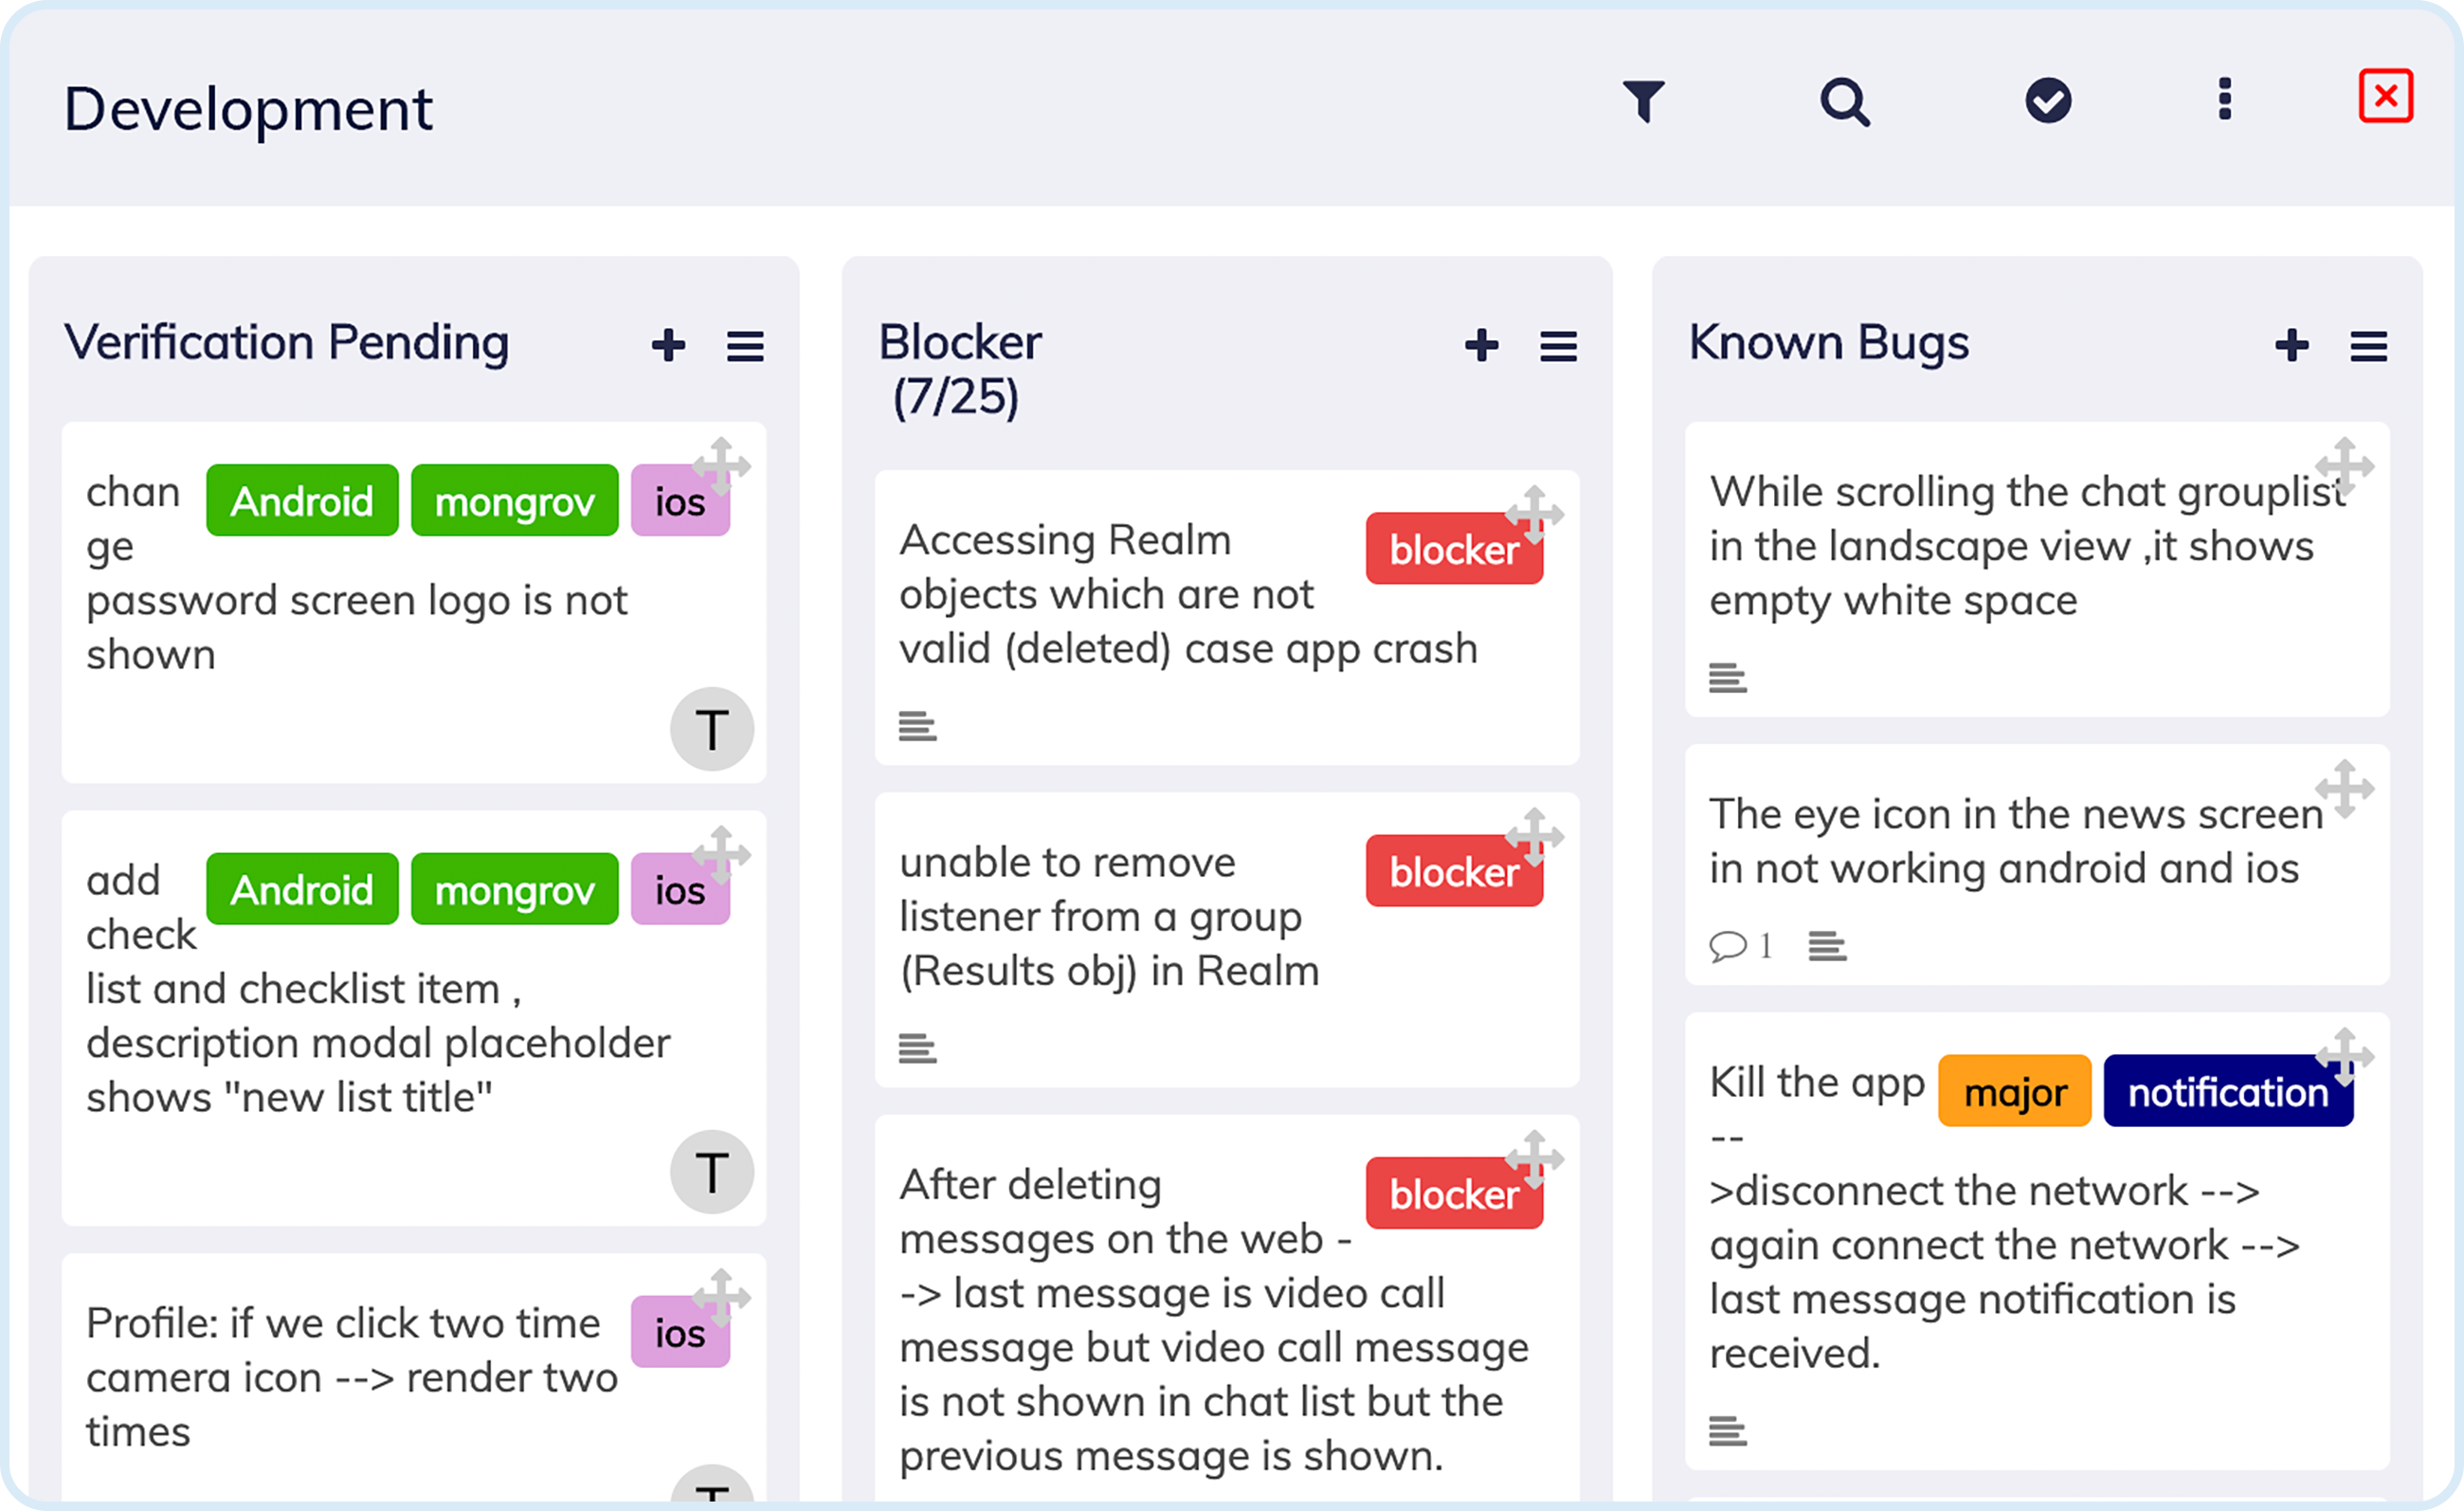 Development
Verification Pending
chan
ge
Android
mongrov
ios
password screen logo is not
shown
T
add
check
Android
mongrov
ios
list and checklist item ,
description modal placeholder
shows "new list title"
T
Profile: if we click two time
camera icon --> render two
times
ios
T
Blocker
(7/25)
Accessing Realm
objects which are not
valid (deleted) case app crash
blocker
unable to remove
listener from a group
(Results obj) in Realm
blocker
After deleting
messages on the web -
-> last message is video call
message but video call message
is not shown in chat list but the
previous message is shown.
blocker
Known Bugs
While scrolling the chat grouplist
in the landscape view ,it shows
empty white space
The eye icon in the news screen
in not working android and ios
1
Kill the app
major
notification
--
>disconnect the network -->
again connect the network -->
last message notification is
received.